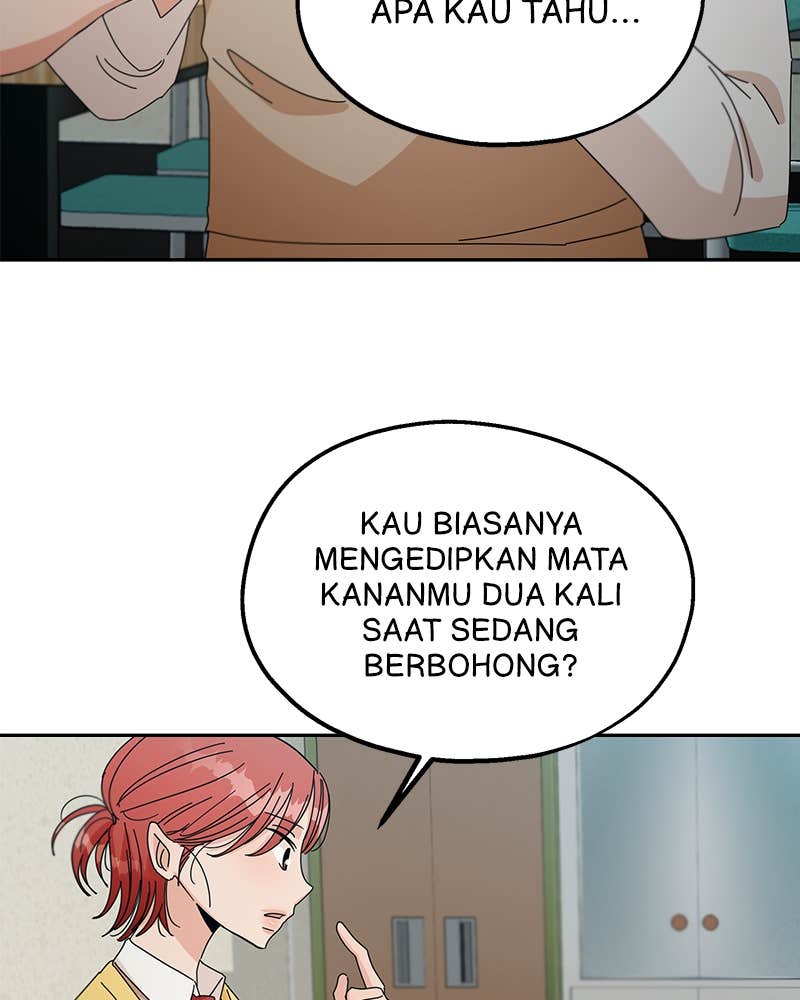 APA KAU TAHU...
KAU BIASANYA
MENGEDIPKAN MATA
KANANMU DUA KALI
SAAT SEDANG
BERBOHONG?